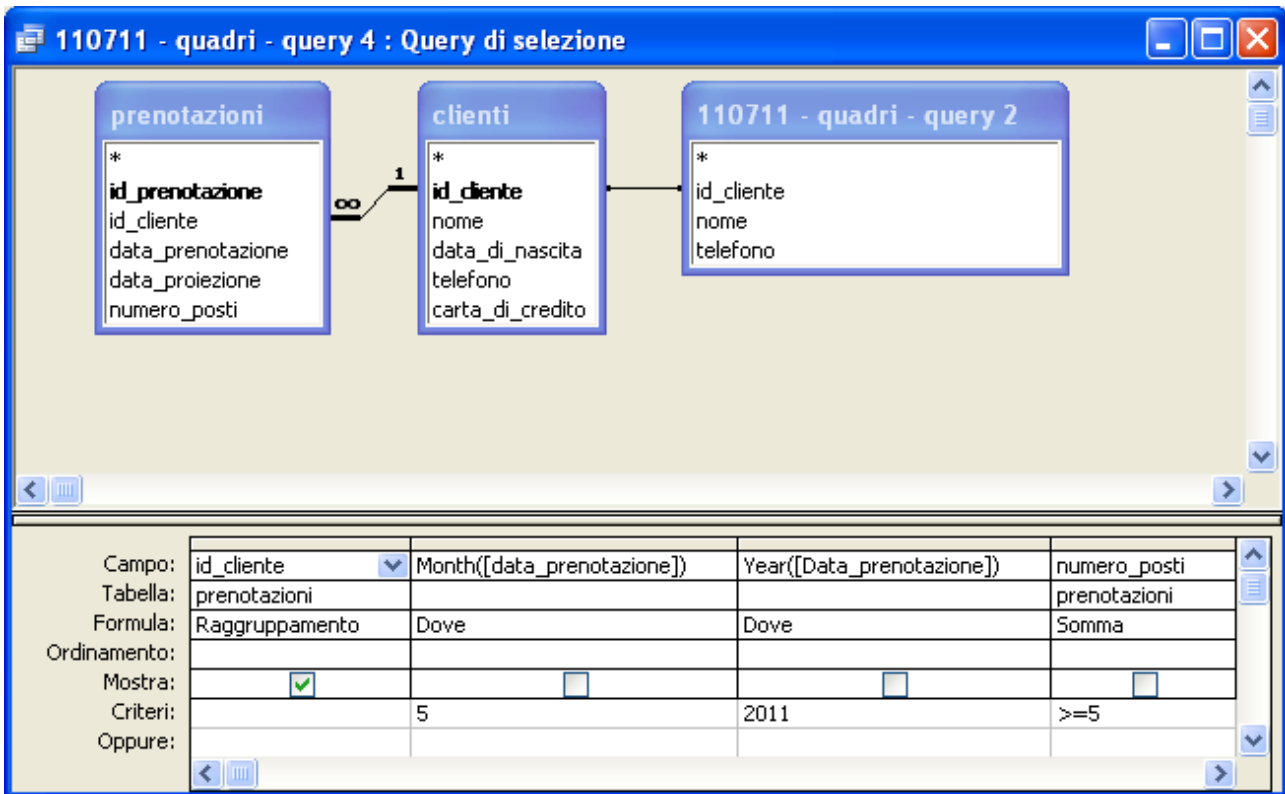 110711 - quadri - query 4 : Query di selezione
prenotazioni
*
id_prenotazione
id_cliente
data_prenotazione
data_proiezione
numero_posti
∞
1
clienti
*
id_cliente
nome
data_di_nascita
telefono
carta_di_credito
110711 - quadri - query 2
*
id_cliente
nome
telefono
Campo: id_cliente Month([data_prenotazione]) Year([Data_prenotazione]) numero_posti
Tabella: prenotazioni prenotazioni
Formula: Raggruppamento Dove Dove Somma
Ordinamento:
Mostra:
Criteri: 5 2011 >=5
Oppure: